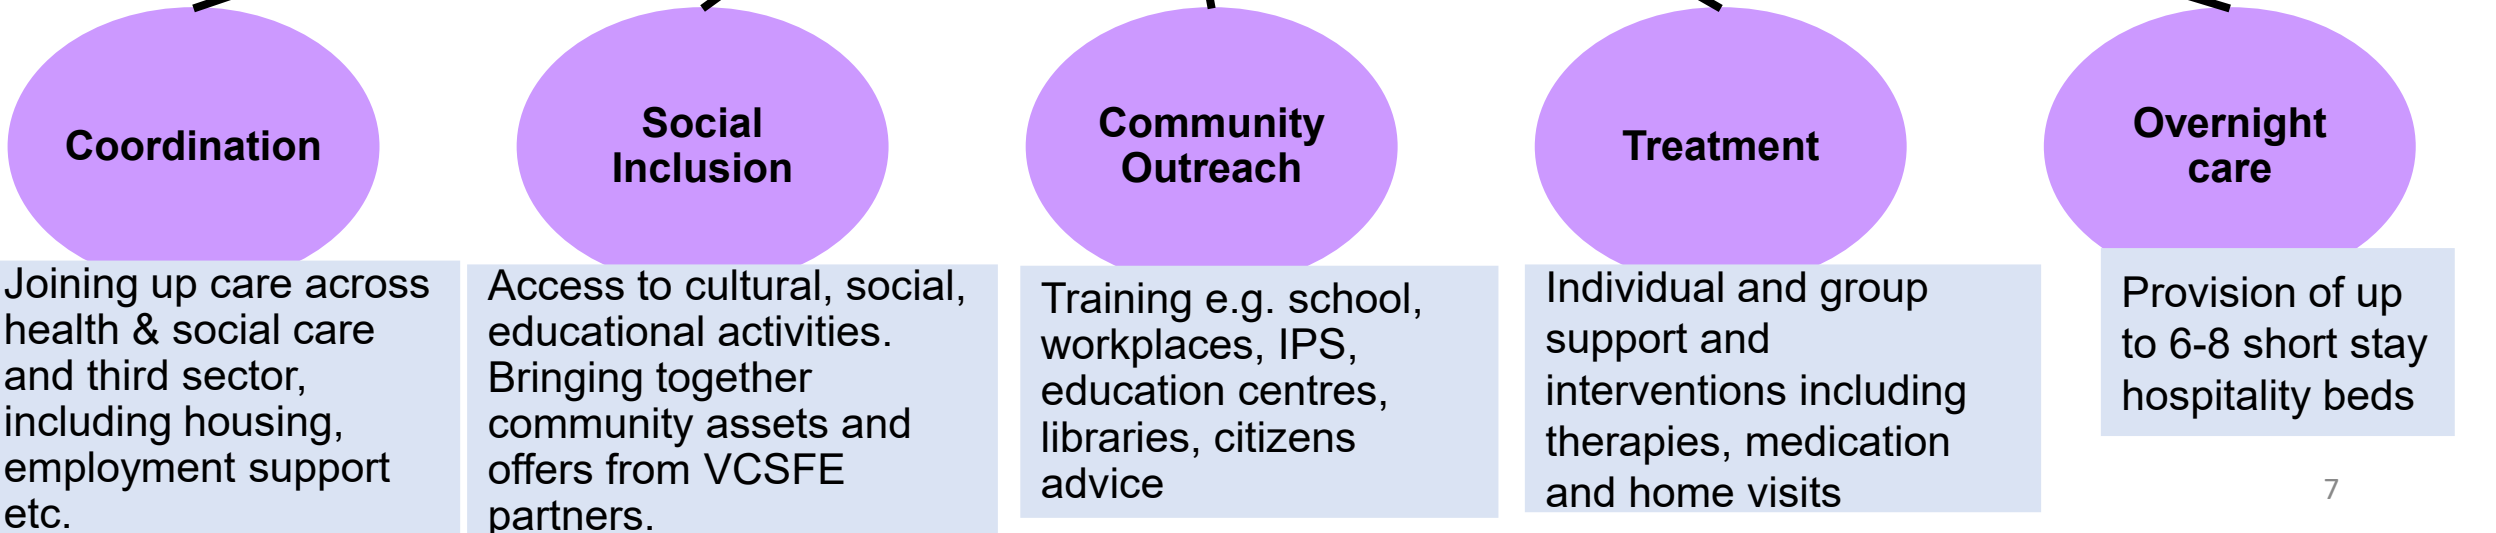 Coordination
Social
Inclusion
Community
Outreach
Treatment
Overnight
care
Joining up care across
health & social care
and third sector,
including housing,
employment support
etc.
Access to cultural, social,
educational activities.
Bringing together
community assets and
offers from VCSFE
partners.
Training e.g. school,
workplaces, IPS,
education centres,
libraries, citizens
advice
Individual and group
support and
interventions including
therapies, medication
and home visits
Provision of up
to 6-8 short stay
hospitality beds
7